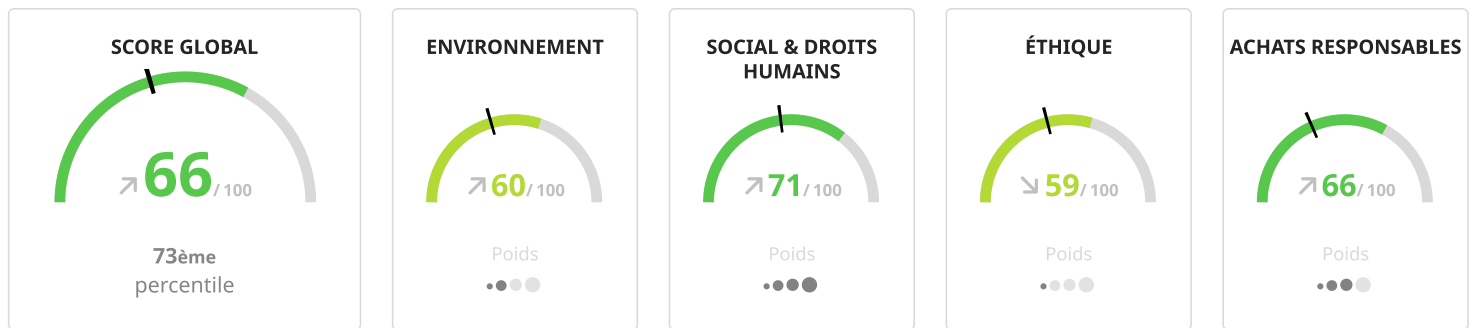 SCORE GLOBAL
66/ 100
73ème
percentile
ENVIRONNEMENT
60/ 100
Poids
SOCIAL & DROITS
HUMAINS
71/ 100
Poids
ÉTHIQUE
59/ 100
Poids
ACHATS RESPONSABLES
66/ 100
Poids